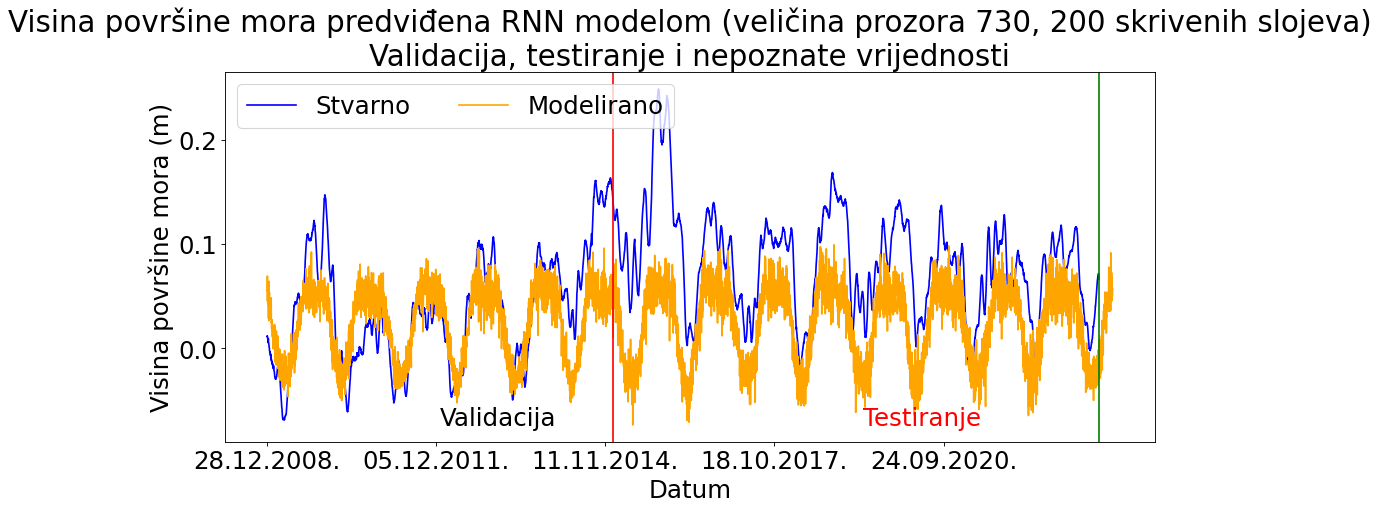 Visina površine mora predviđena RNN modelom (veličina prozora 730, 200 skrivenih slojeva)
Validacija, testiranje i nepoznate vrijednosti
Stvarno
Modelirano
Visina površine mora (m)
0.2
0.1
0.0
Validacija
Testiranje
28.12.2008.
05.12.2011.
11.11.2014.
18.10.2017.
24.09.2020.
Datum